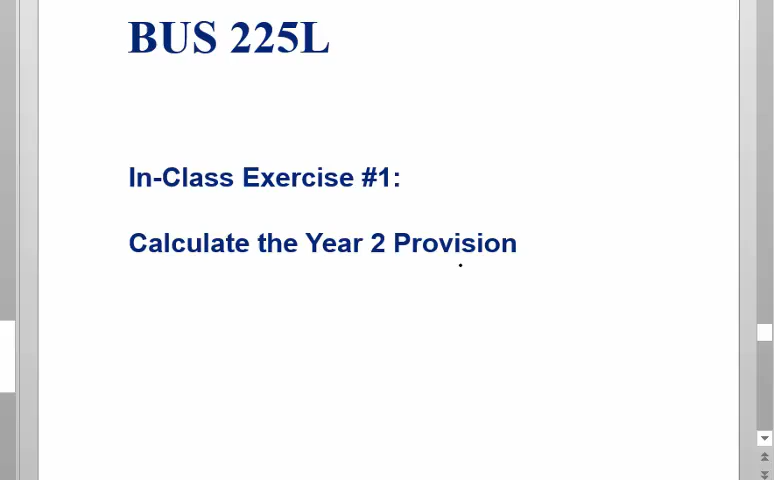 BUS 225L
In-Class Exercise #1:
Calculate the Year 2 Provision